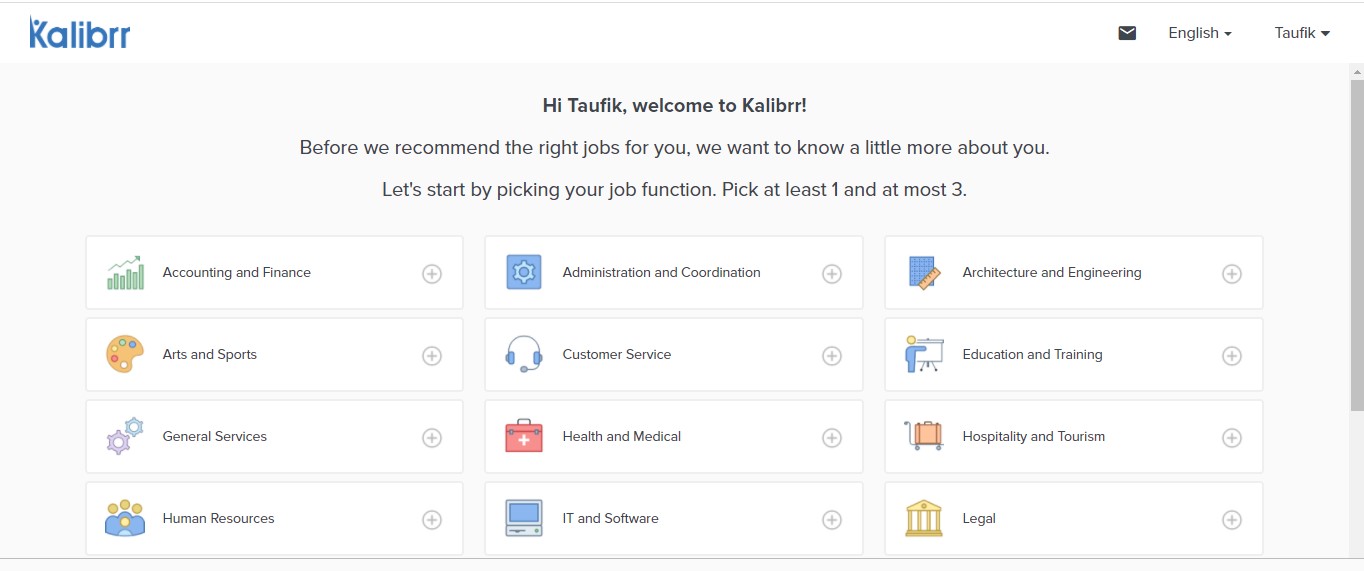 Kalibrr
English
Taufik
Hi Taufik, welcome to Kalibrr!
Before we recommend the right jobs for you, we want to know a little more about you.
Let's start by picking your job function. Pick at least 1 and at most 3.
Accounting and Finance
Administration and Coordination
Architecture and Engineering
Arts and Sports
Customer Service
Education and Training
General Services
Health and Medical
Hospitality and Tourism
Human Resources
IT and Software
Legal